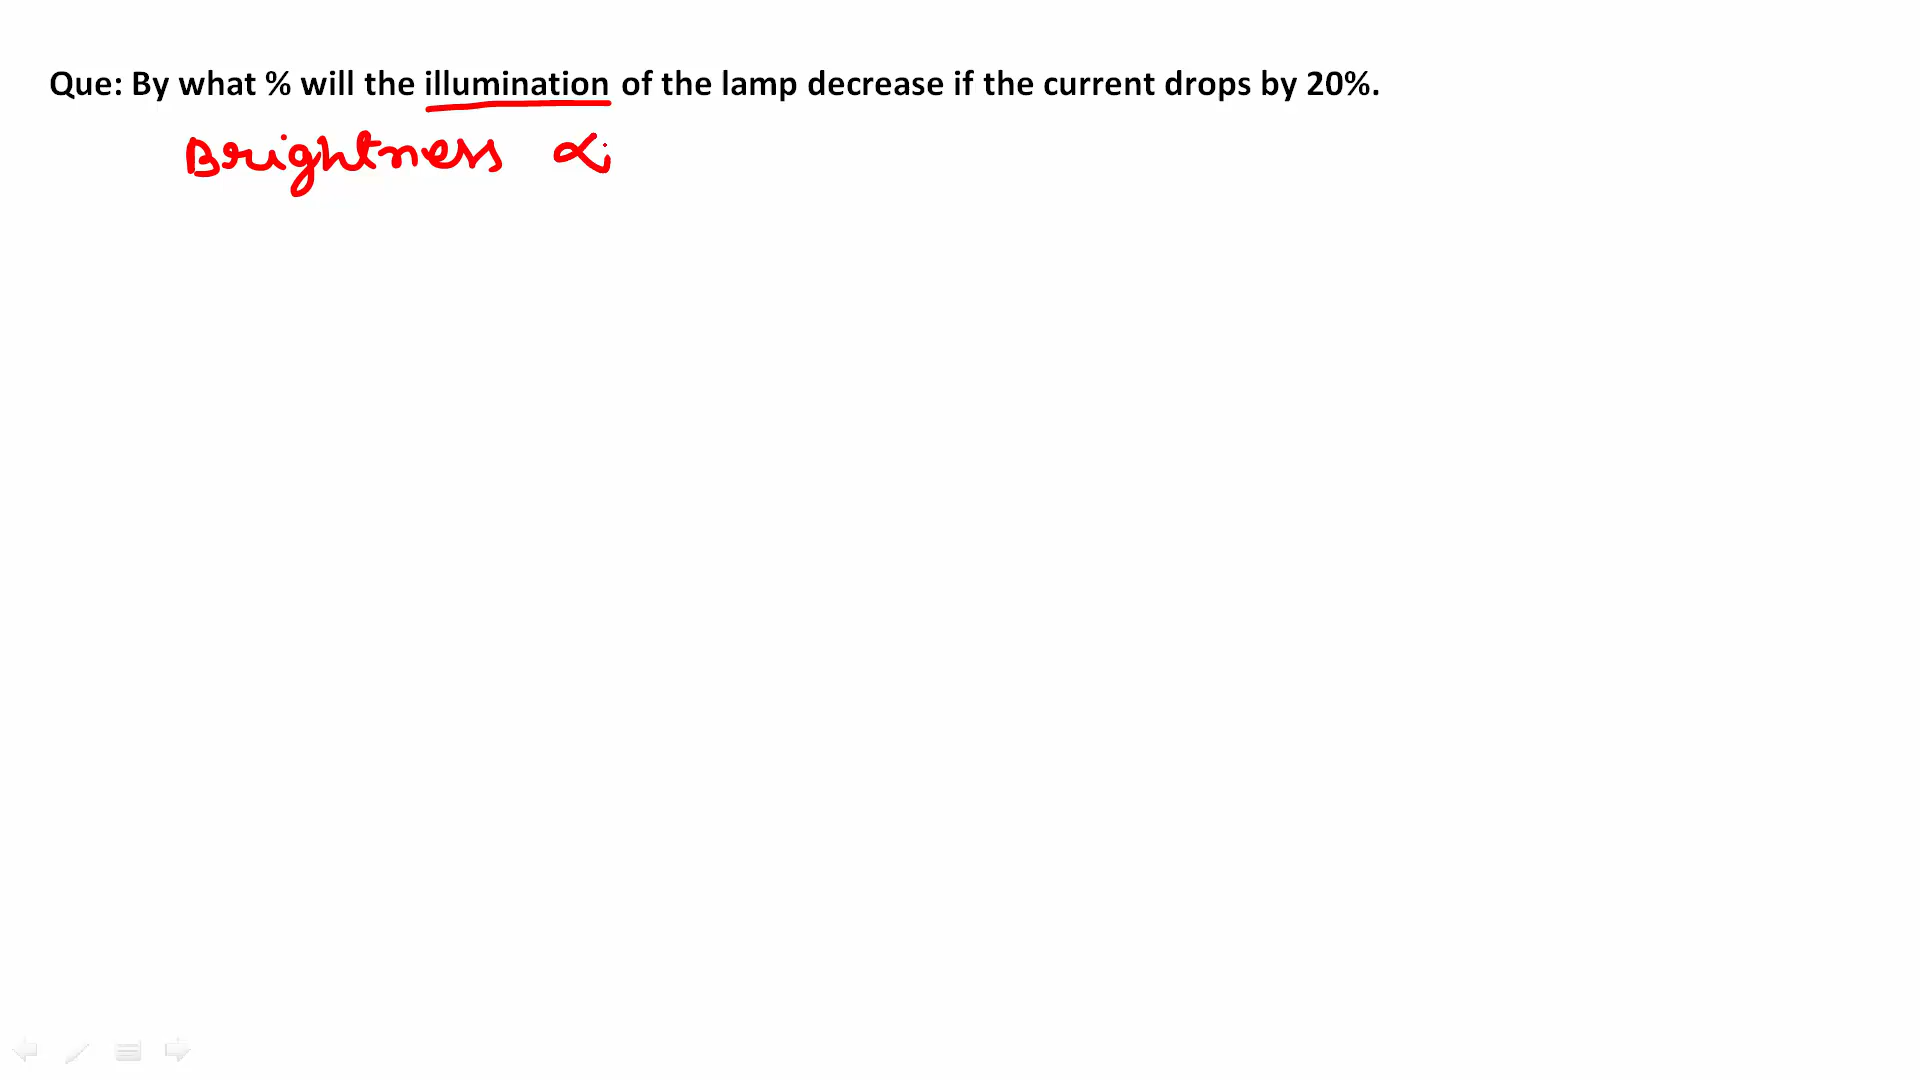 Que: By what % will the illumination of the lamp decrease if the current drops by 20%.
Brightness ∝